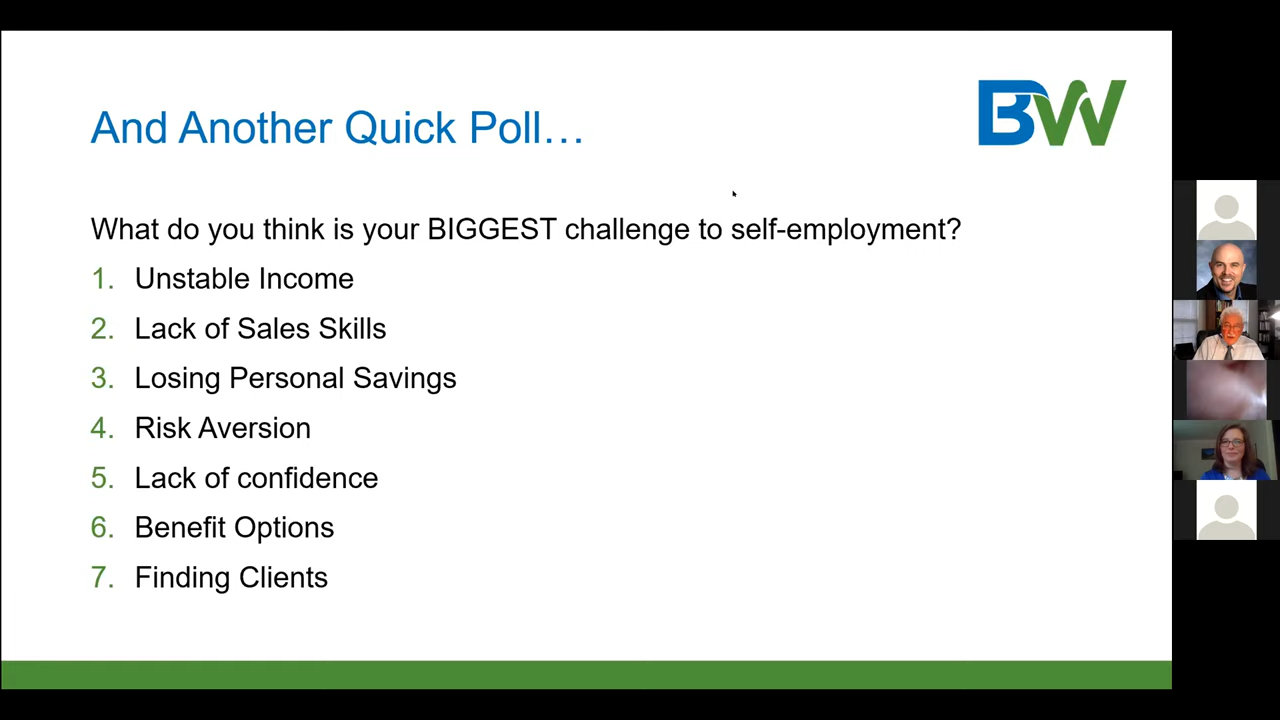 And Another Quick Poll…
BW
What do you think is your BIGGEST challenge to self-employment?
1. Unstable Income
2. Lack of Sales Skills
3. Losing Personal Savings
4. Risk Aversion
5. Lack of confidence
6. Benefit Options
7. Finding Clients